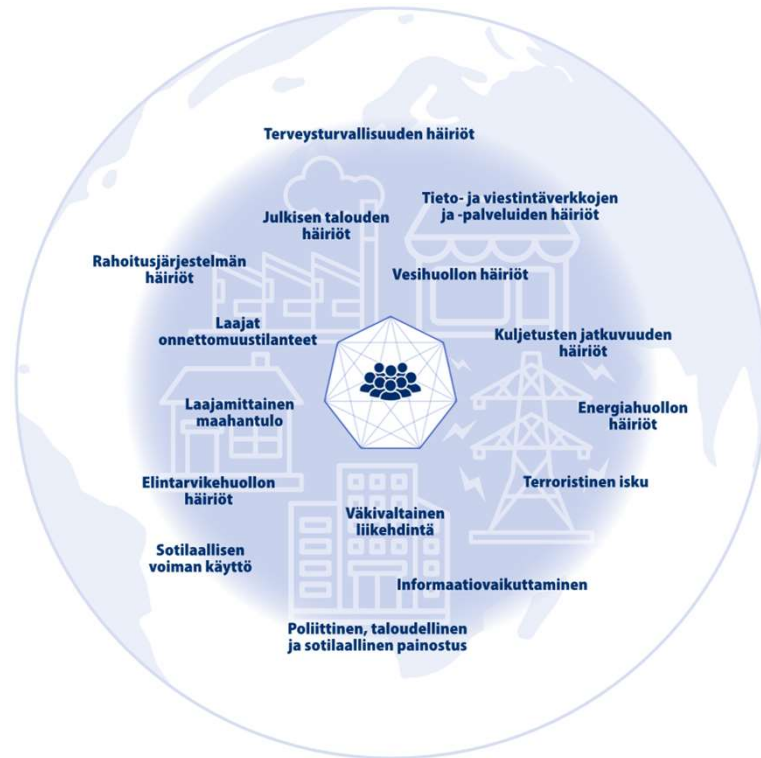 Terveysturvallisuuden häiriöt
Tieto- ja viestintäverkkojen
ja -palveluiden häiriöt
Julkisen talouden
häiriöt
Rahoitusjärjestelmän
häiriöt
Vesihuollon häiriöt
Laajat
onnettomuustilanteet
Kuljetusten jatkuvuuden
häiriöt
Laajamittainen
maahantulo
Energiahuollon
häiriöt
Elintarvikehuollon
häiriöt
Terroristinen isku
Väkivaltainen
liikehdintä
Sotilaallisen
voiman käyttö
Informaatiovaikuttaminen
Poliittinen, taloudellinen
ja sotilaallinen painostus